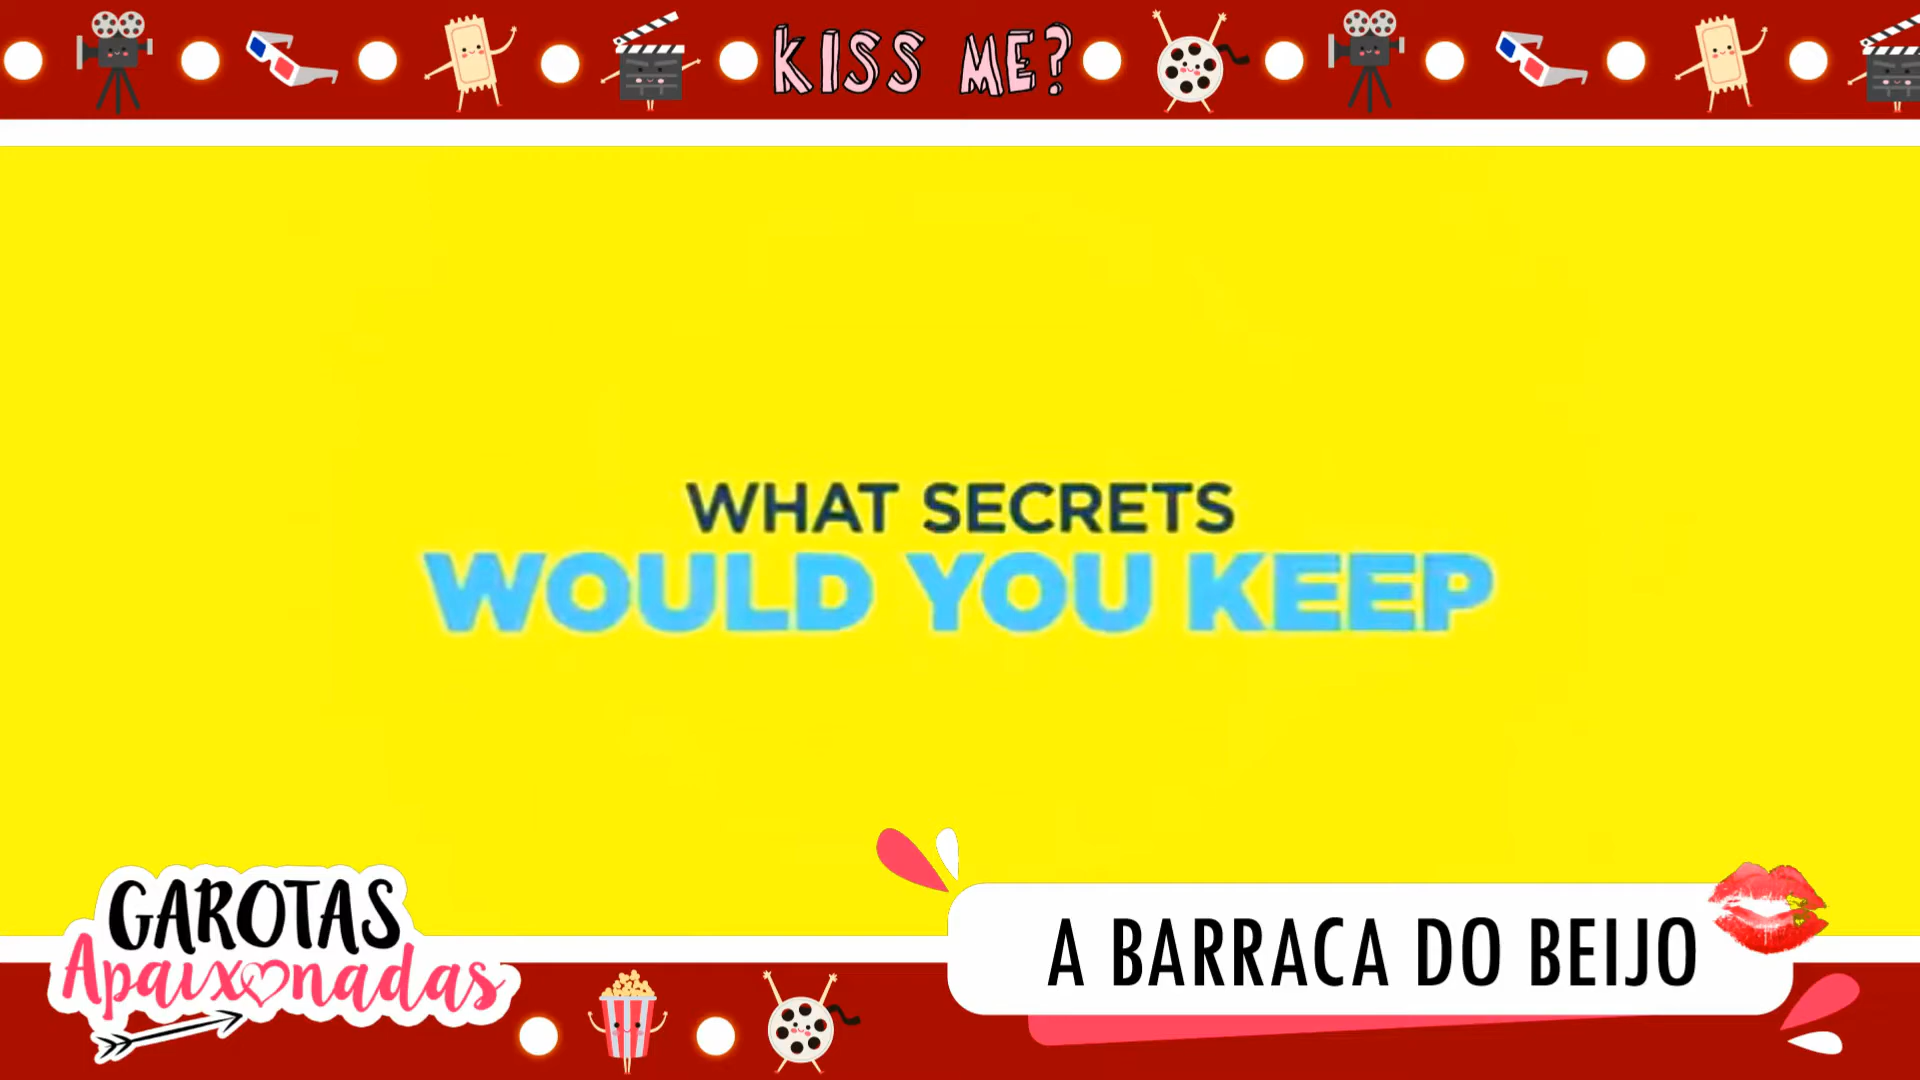 KISS ME?
WHAT SECRETS
WOULD YOU KEEP
GAROTAS
Apaixonadas
A BARRACA DO BEIJO